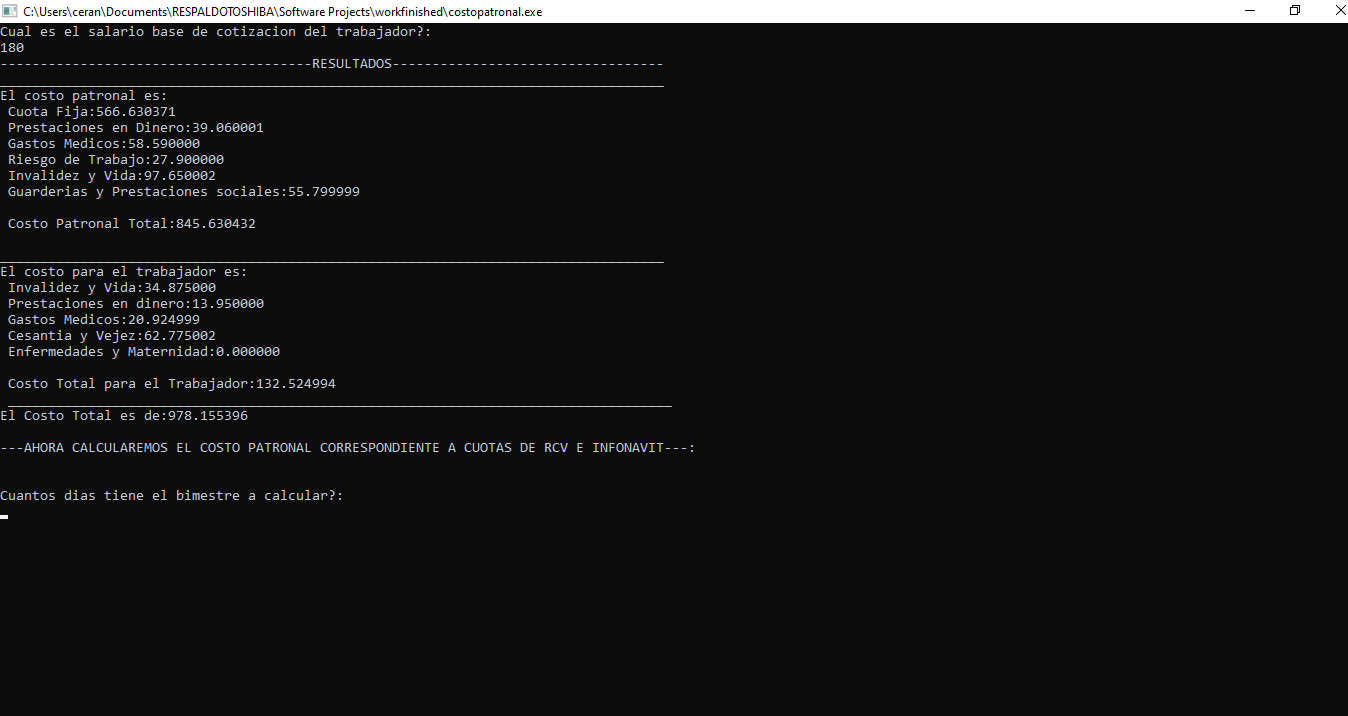 C:\Users\ceran\Documents\RESPALDOTOSHIBA\Software Projects\workfinished\costopatronal.exe
Cual es el salario base de cotizacion del trabajador?:
180
---------------------------------------RESULTADOS----------------------------------
___________________________________________________________________________________
El costo patronal es:
Cuota Fija:566.630371
Prestaciones en Dinero:39.060001
Gastos Medicos:58.590000
Riesgo de Trabajo:27.900000
Invalidez y Vida:97.650002
Guarderias y Prestaciones sociales:55.799999
Costo Patronal Total:845.630432
___________________________________________________________________________________
El costo para el trabajador es:
Invalidez y Vida:34.875000
Prestaciones en dinero:13.950000
Gastos Medicos:20.924999
Cesantia y Vejez:62.775002
Enfermedades y Maternidad:0.000000
Costo Total para el Trabajador:132.524994
___________________________________________________________________________________
El Costo Total es de:978.155396
---AHORA CALCULAREMOS EL COSTO PATRONAL CORRESPONDIENTE A CUOTAS DE RCV E INFONAVIT---:
Cuantos dias tiene el bimestre a calcular?: